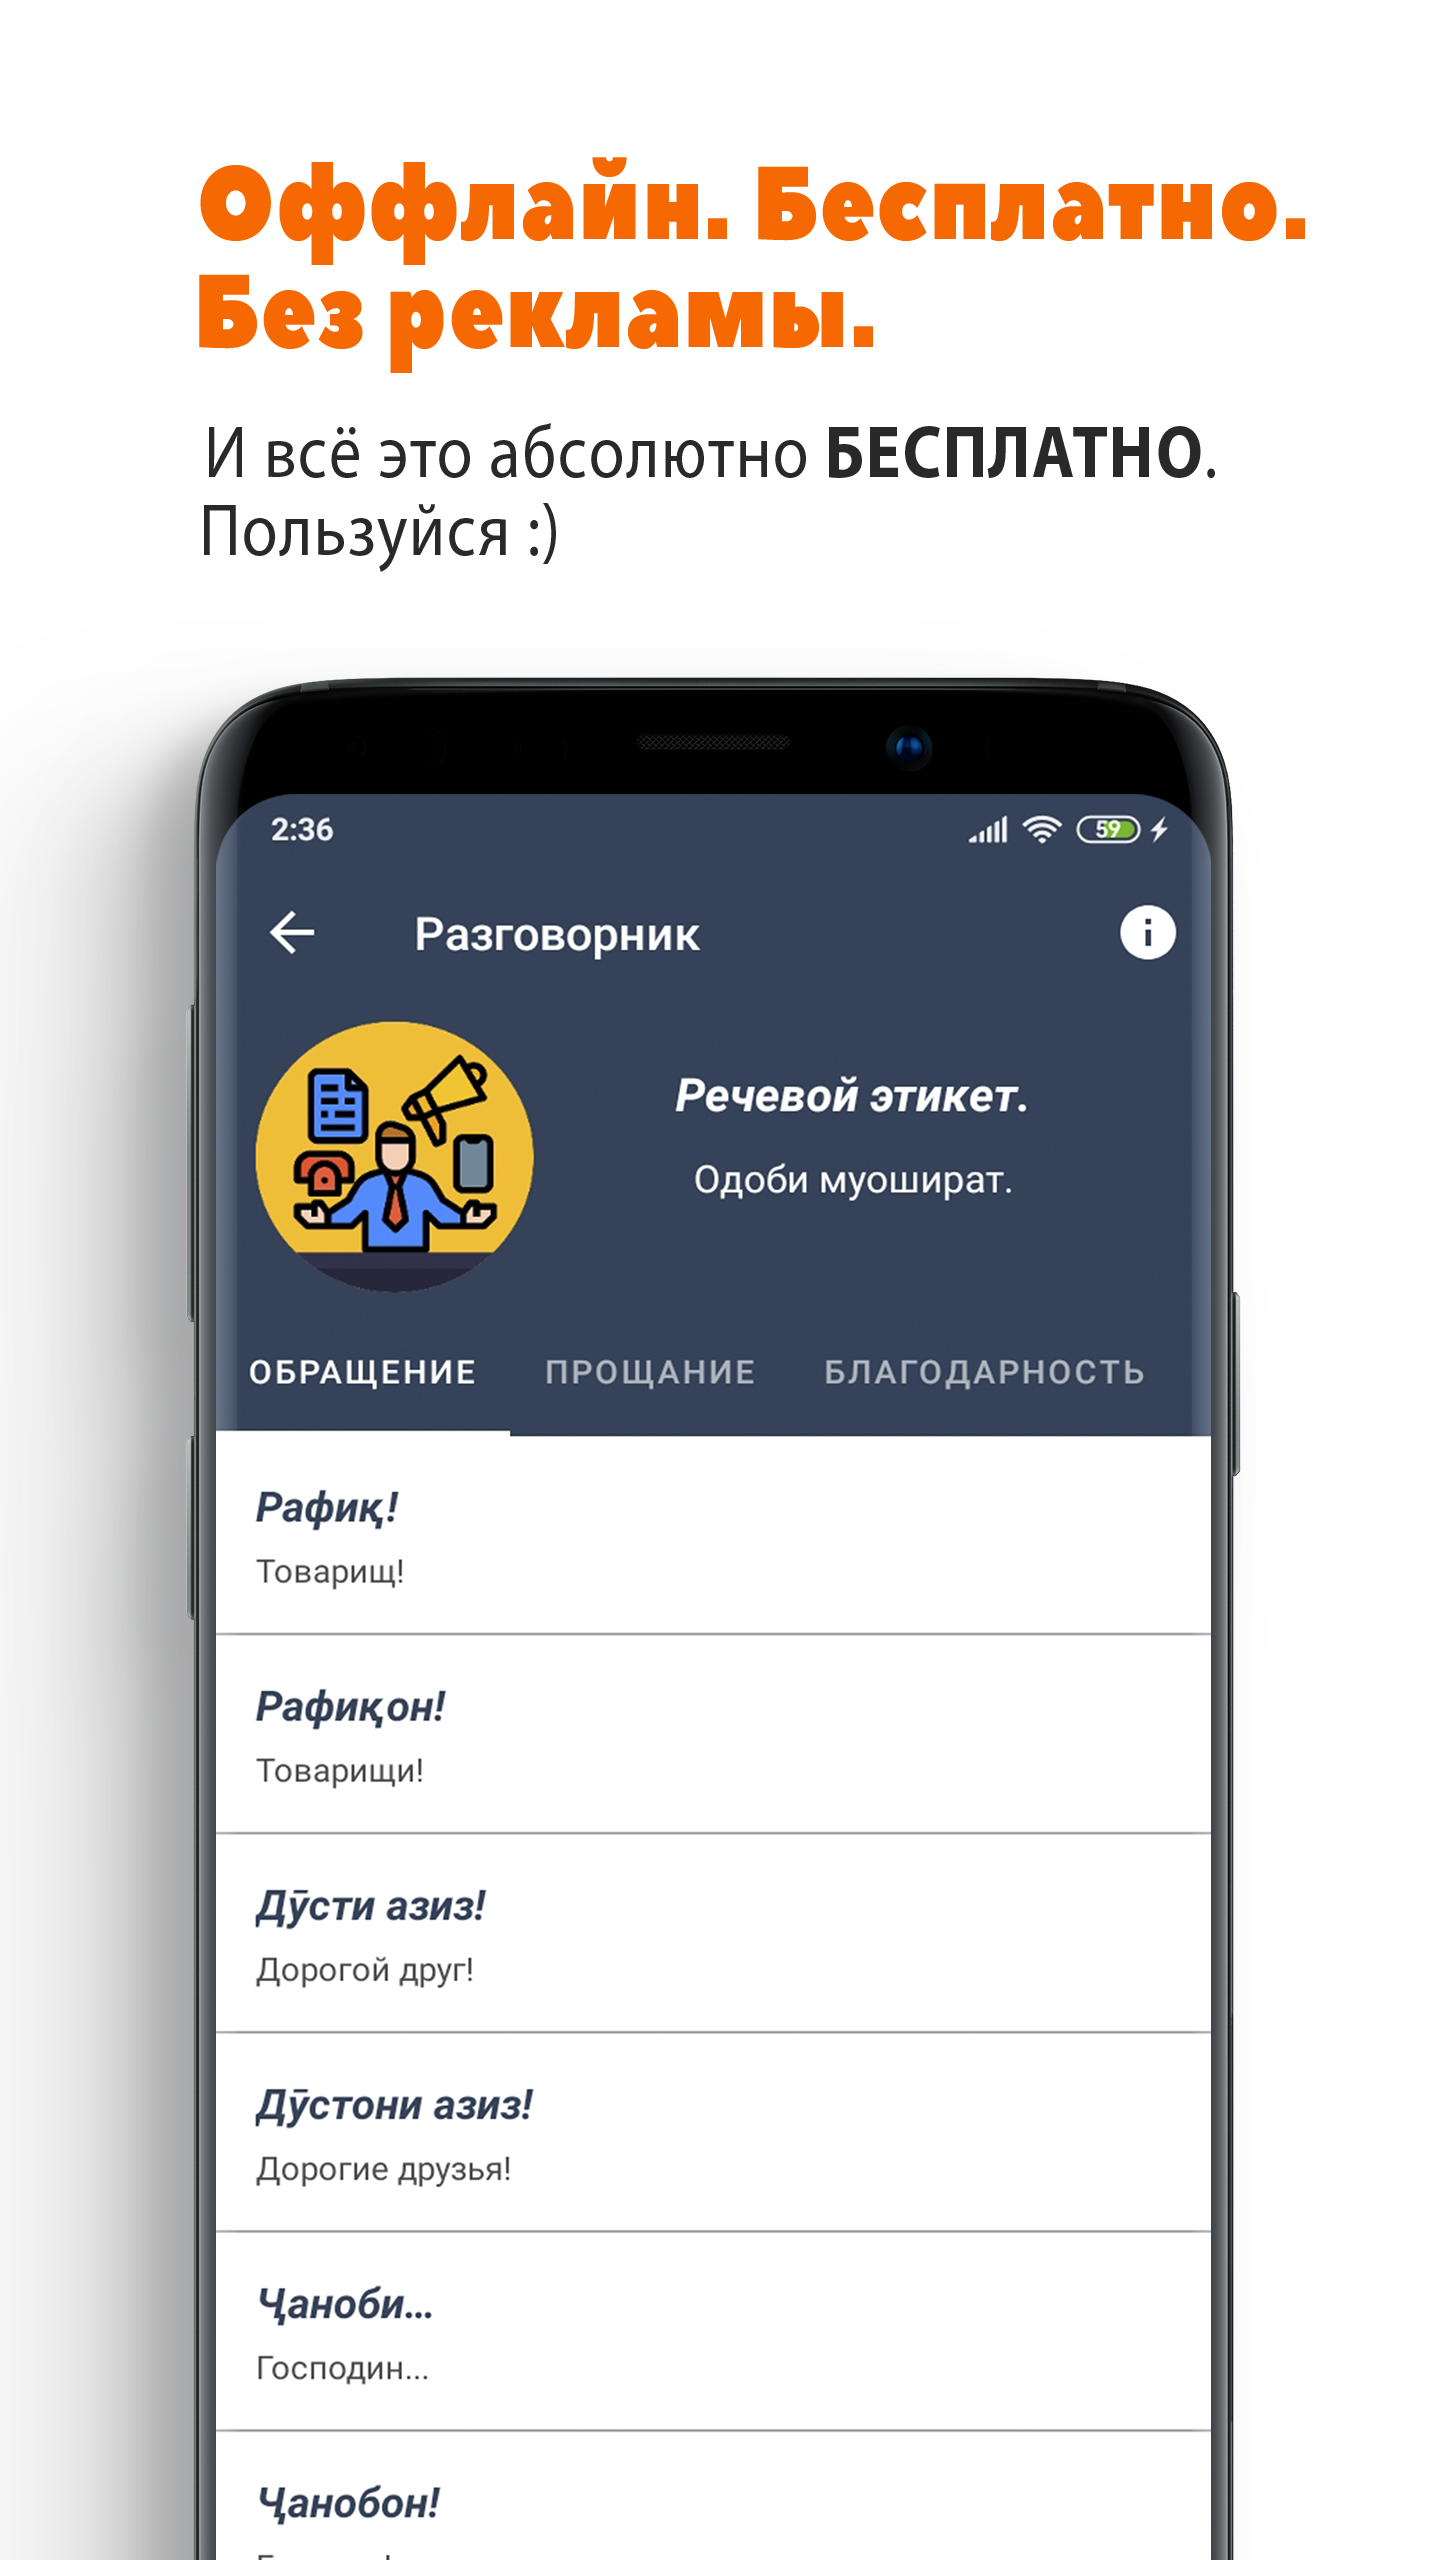 Оффлайн. Бесплатно.
Без рекламы.
И всё это абсолютно БЕСПЛАТНО.
Пользуйся :)
2:36
59
Разговорник
Речевой этикет.
Одоби муошират.
ОБРАЩЕНИЕ ПРОЩАНИЕ БЛАГОДАРНОСТЬ
Рафиқ!
Товарищ!
Рафиқон!
Товарищи!
Дӯсти азиз!
Дорогой друг!
Дӯстони азиз!
Дорогие друзья!
Ҷаноби...
Господин...
Ҷанобон!